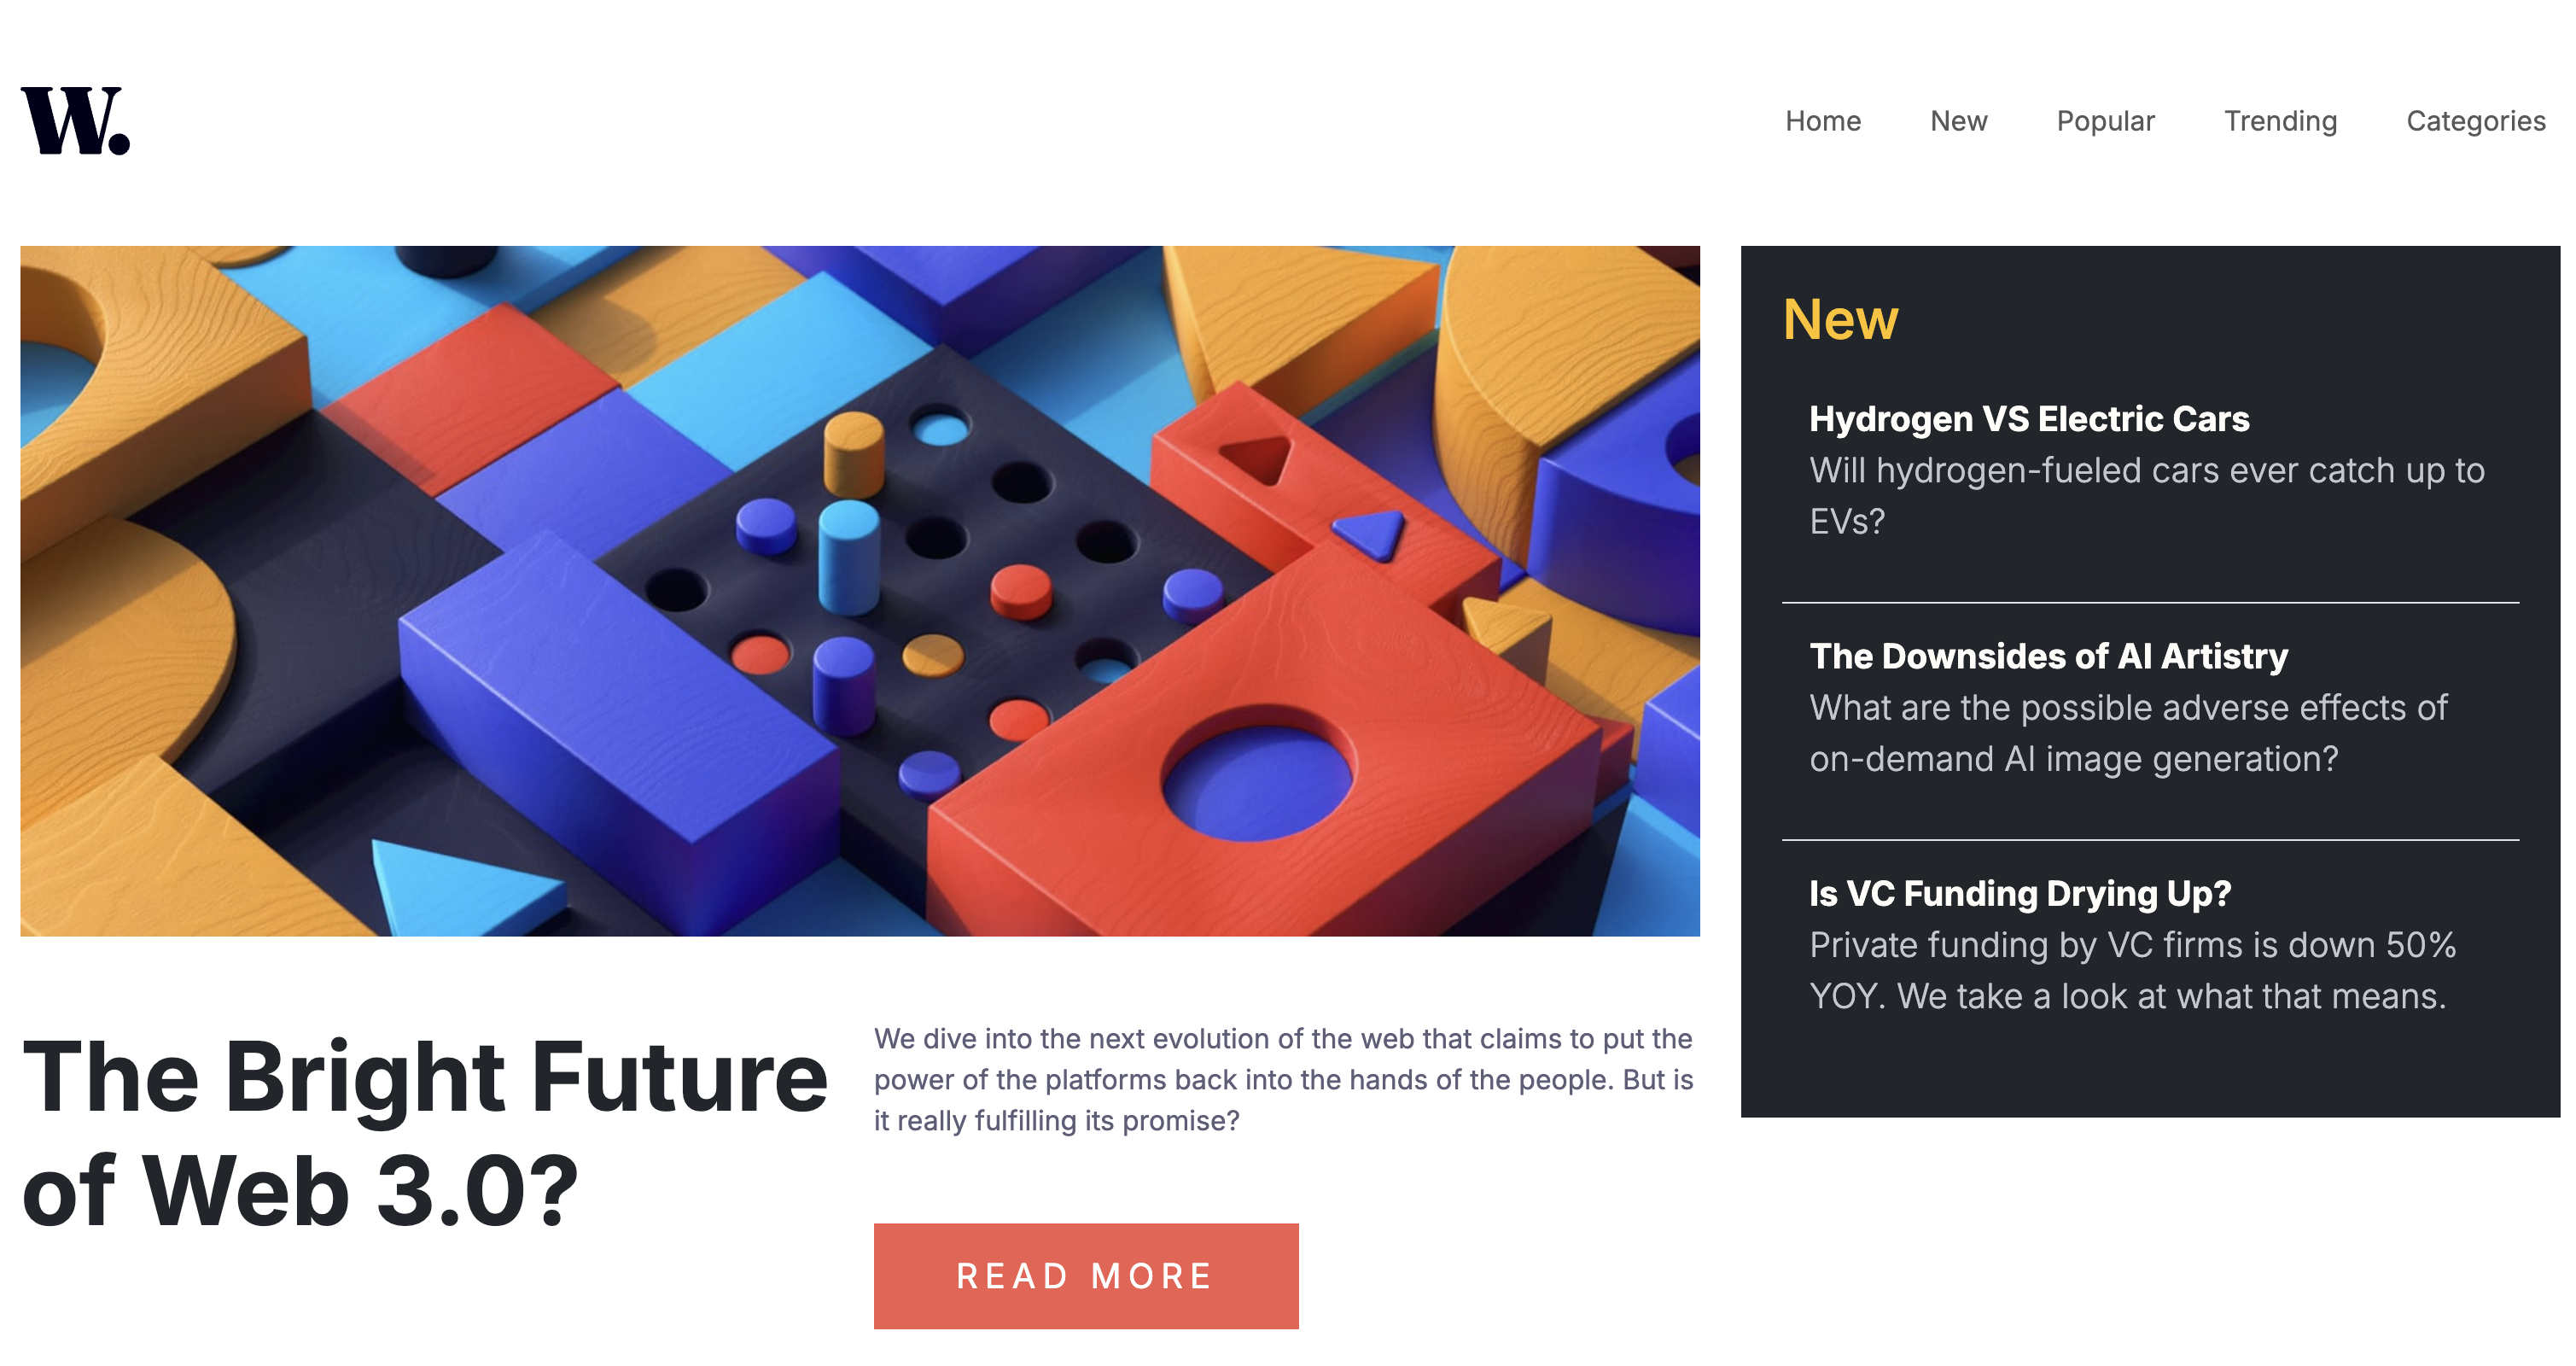 W.
Home New Popular Trending Categories
New
Hydrogen VS Electric Cars
Will hydrogen-fueled cars ever catch up to
EVs?
The Downsides of AI Artistry
What are the possible adverse effects of
on-demand AI image generation?
Is VC Funding Drying Up?
Private funding by VC firms is down 50%
YOY. We take a look at what that means.
The Bright Future
of Web 3.0?
We dive into the next evolution of the web that claims to put the
power of the platforms back into the hands of the people. But is
it really fulfilling its promise?
READ MORE